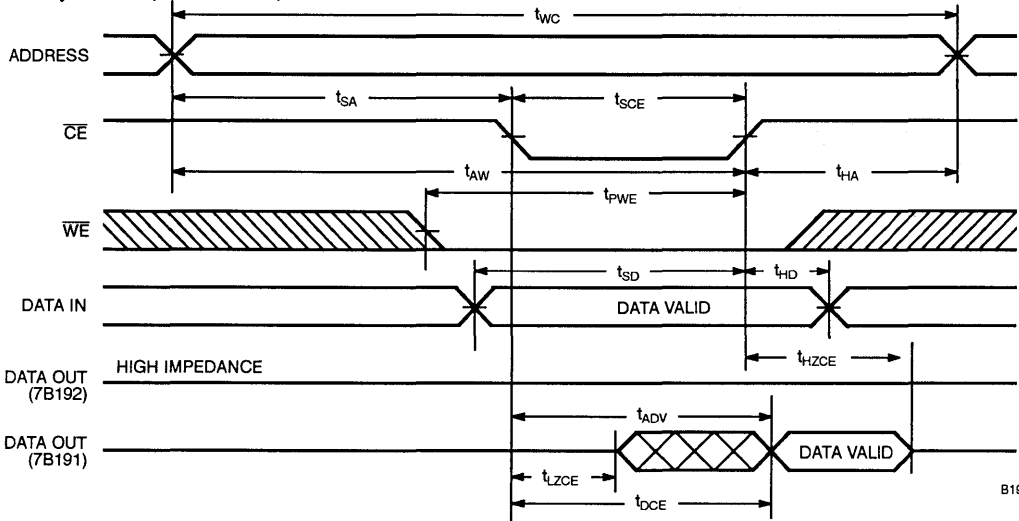 tWC
ADDRESS
tSA
tSCE
CE
tAW
tHA
tPWE
WE
tSD
tHD
DATA IN
DATA VALID
tHZCE
HIGH IMPEDANCE
DATA OUT
(7B192)
tADV
DATA OUT
(7B191)
DATA VALID
tLZCE
tDCE
B19